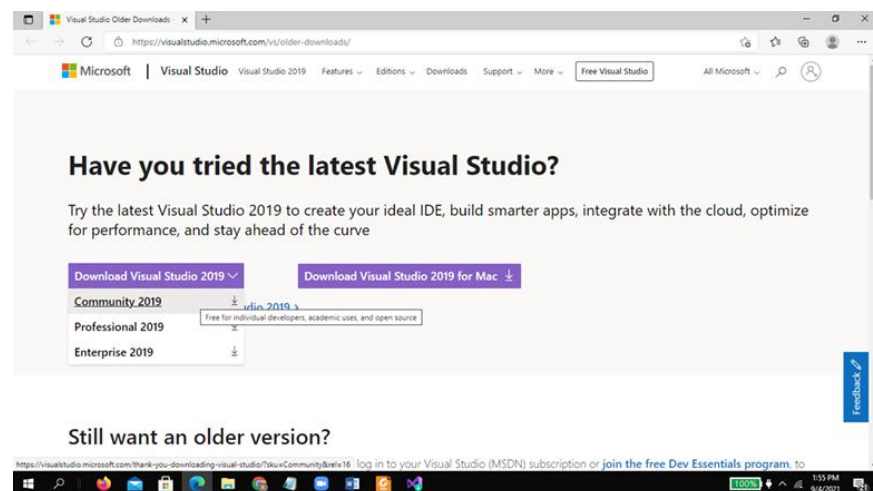 Visual Studio Older Downloads -
https://visualstudio.microsoft.com/vs/older-downloads/
Microsoft | Visual Studio Visual Studio 2019 Features Editions Downloads Support More Free Visual Studio All Microsoft
Have you tried the latest Visual Studio?
Try the latest Visual Studio 2019 to create your ideal IDE, build smarter apps, integrate with the cloud, optimize
for performance, and stay ahead of the curve
Download Visual Studio 2019 Download Visual Studio 2019 for Mac
Community 2019
dio 2019 >
Free for individual developers, academic uses, and open source
Professional 2019
Enterprise 2019
Feedback
Still want an older version?
https://visualstudio.microsoft.com/thank-you-downloading-visual-studio/?sku=Community&rel=16 log in to your Visual Studio (MSDN) subscription or join the free Dev Essentials program, to
100% 1:55 PM
9/4/2021